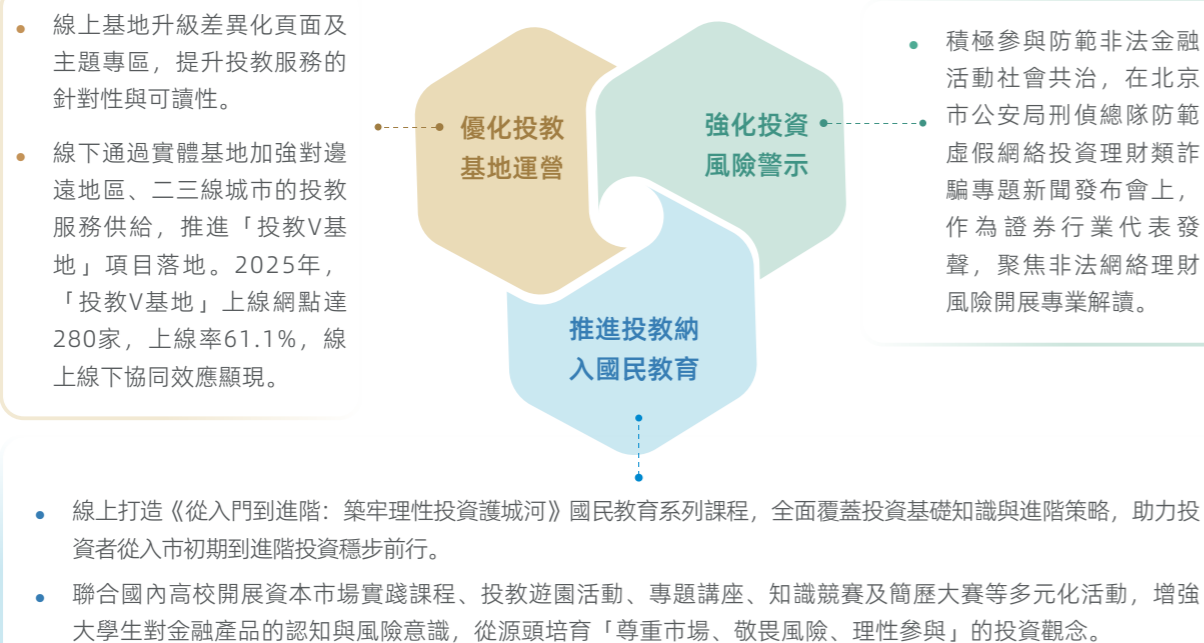 • 線上基地升級差異化頁面及
主題專區，提升投教服務的
針對性與可讀性。
• 線下通過實體基地加強對邊
遠地區、二三線城市的投教
服務供給，推進「投教V基
地」項目落地。2025年，
「投教V基地」上線網點達
280家，上線率61.1%，線
上線下協同效應顯現。
優化投教
基地運營
強化投資
風險警示
• 積極參與防範非法金融
活動社會共治，在北京
市公安局刑偵總隊防範
虛假網絡投資理財類詐
騙專題新聞發布會上，
作為證券行業代表發
聲，聚焦非法網絡理財
風險開展專業解讀。
推進投教納
入國民教育
• 線上打造《從入門到進階：築牢理性投資護城河》國民教育系列課程，全面覆蓋投資基礎知識與進階策略，助力投
資者從入市初期到進階投資穩步前行。
• 聯合國內高校開展資本市場實踐課程、投教遊園活動、專題講座、知識競賽及簡歷大賽等多元化活動，增強
大學生對金融產品的認知與風險意識，從源頭培育「尊重市場、敬畏風險、理性參與」的投資觀念。